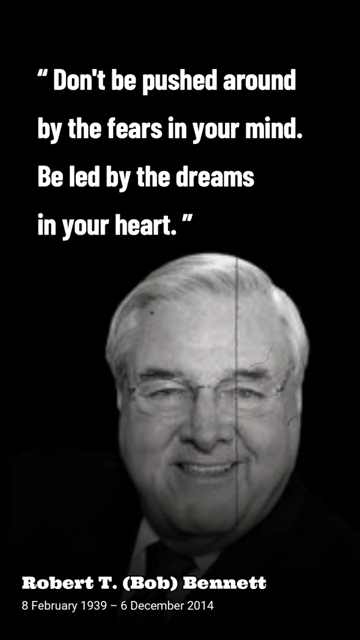 “ Don't be pushed around
by the fears in your mind.
Be led by the dreams
in your heart. ”
Robert T. (Bob) Bennett
8 February 1939 – 6 December 2014